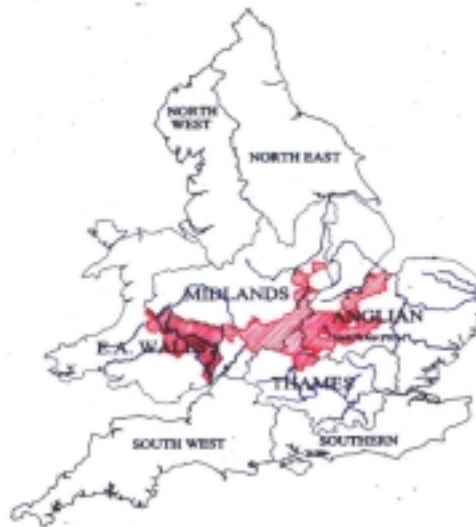 NORTH
WEST
NORTH EAST
MIDLANDS
ANGLIAN
E.A. WALES
THAMES
SOUTH WEST
SOUTHERN